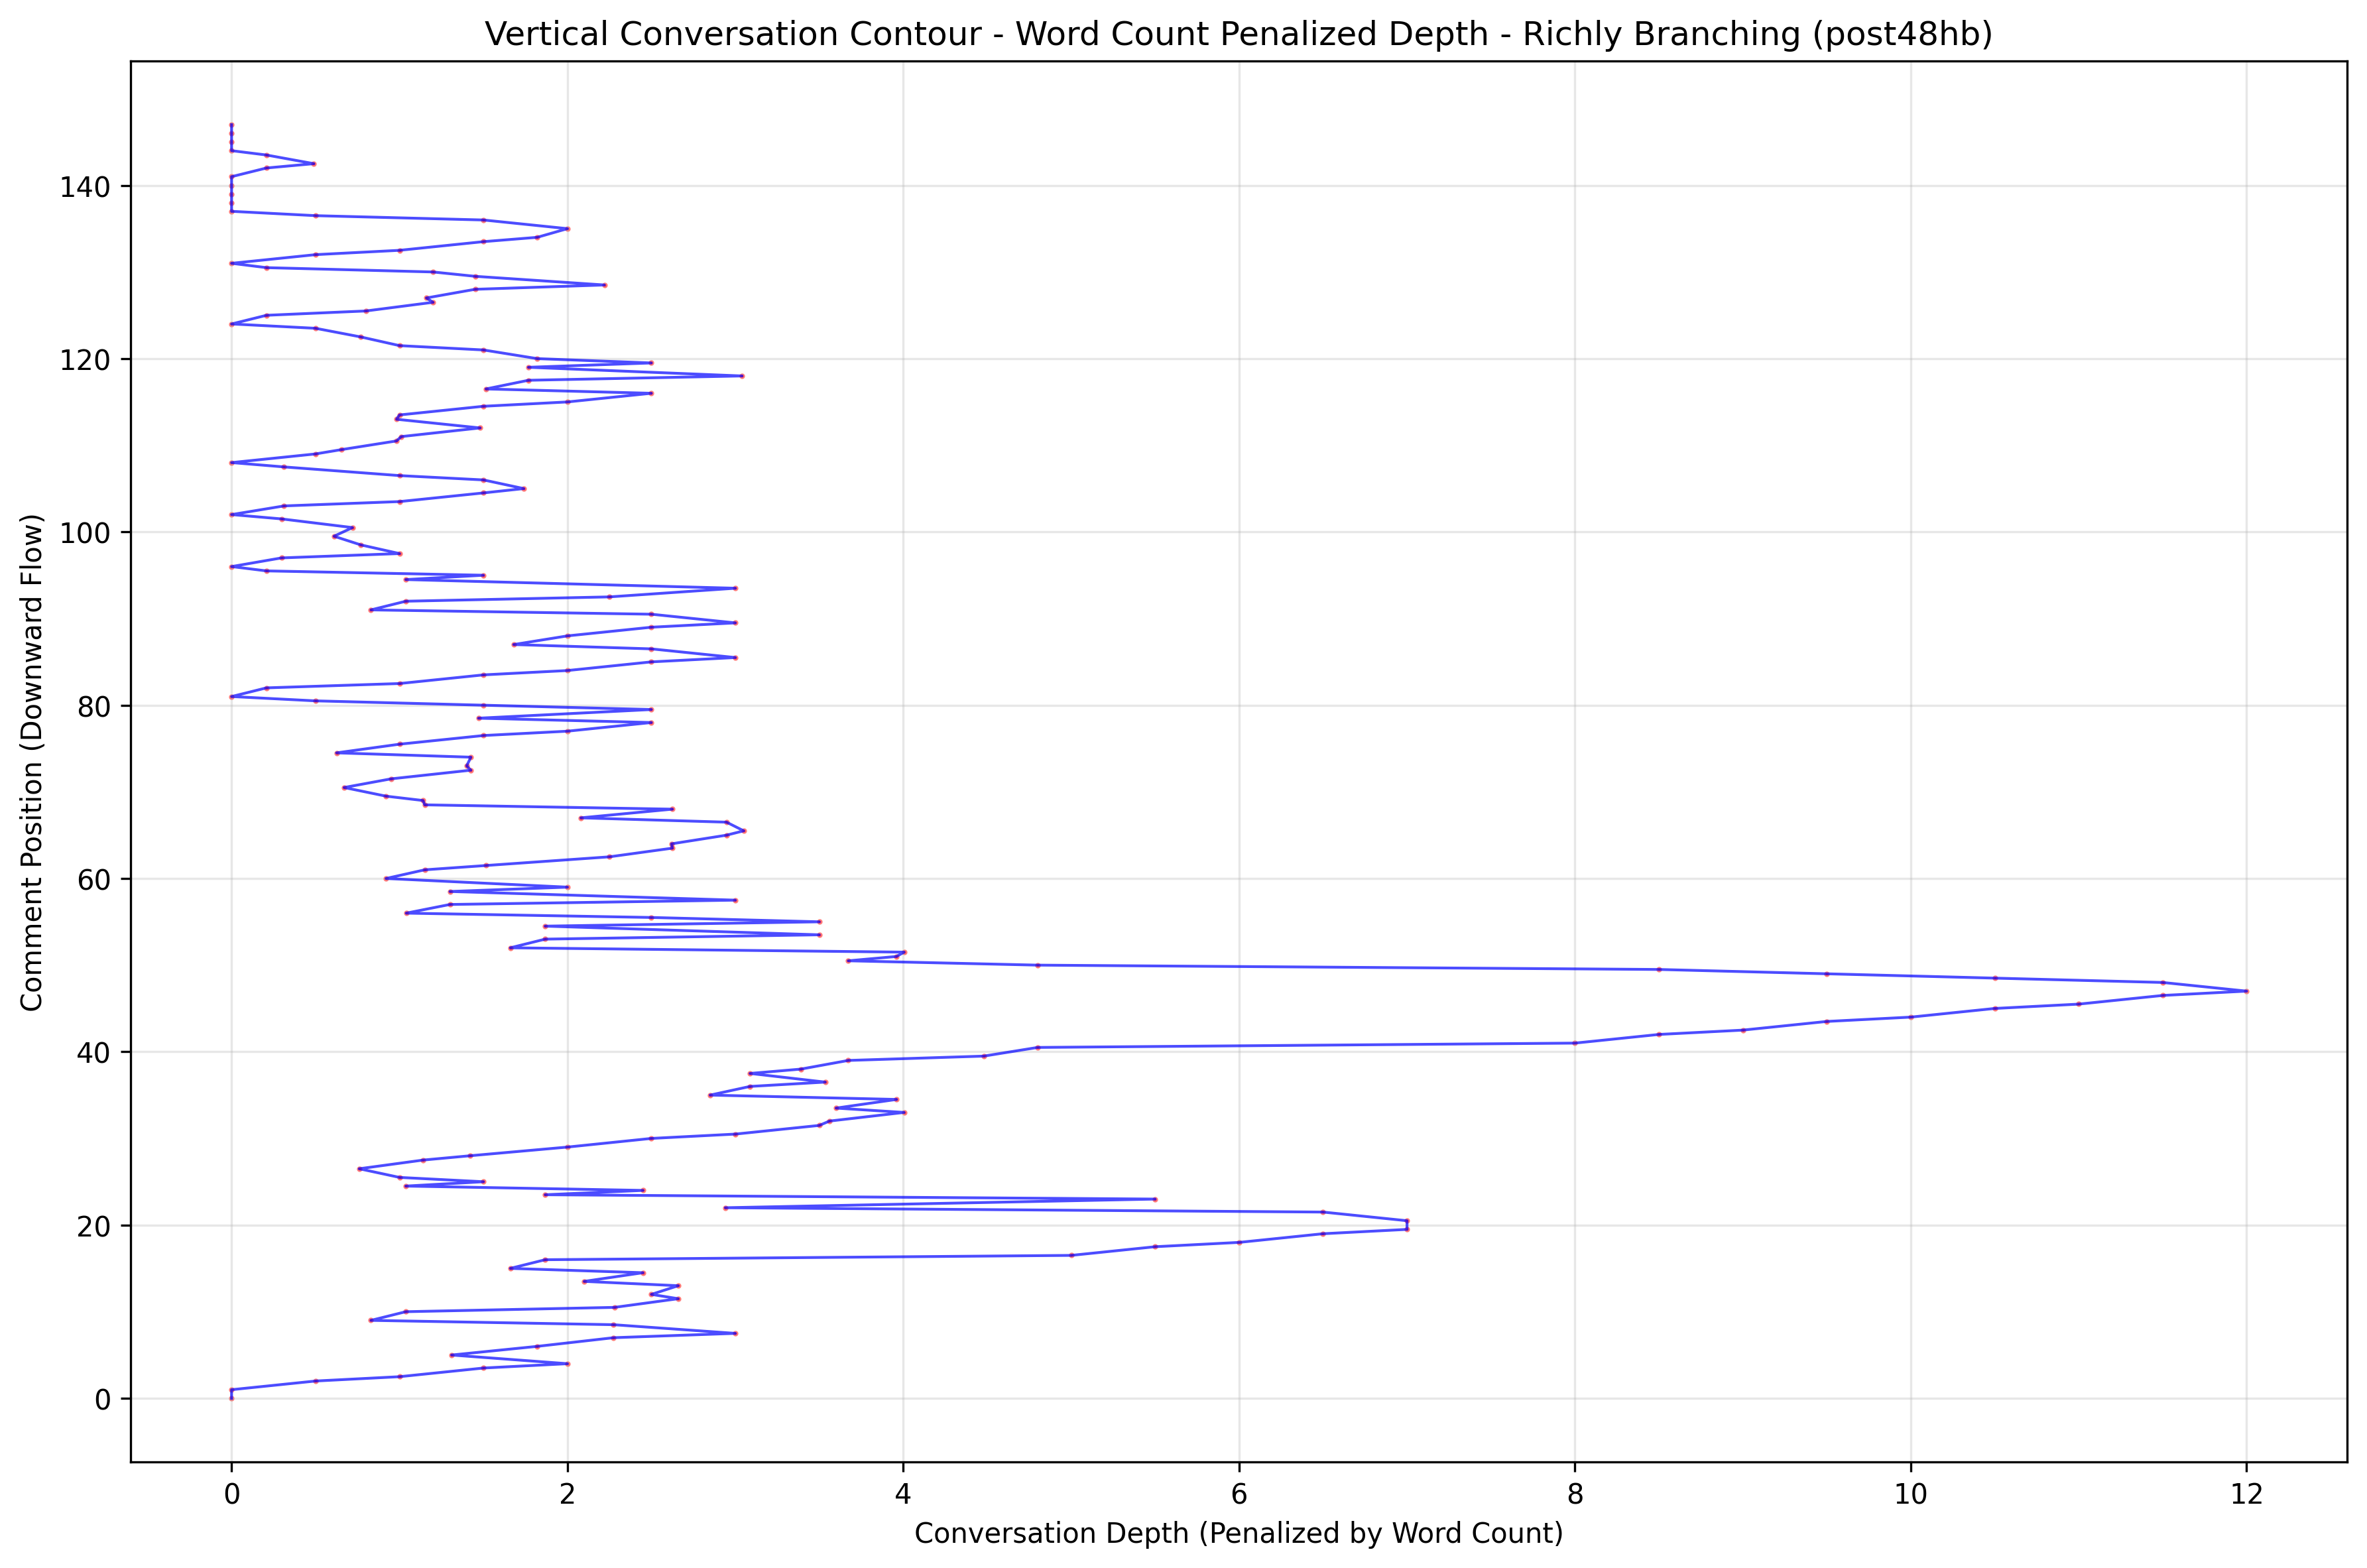 Vertical Conversation Contour - Word Count Penalized Depth - Richly Branching (post48hb)
Comment Position (Downward Flow)
140
120
100
80
60
40
20
0
0 2 4 6 8 10 12
Conversation Depth (Penalized by Word Count)